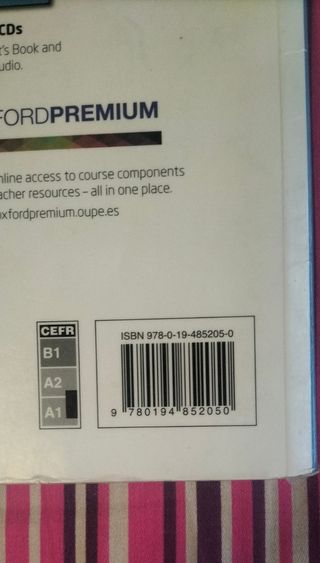 CDs
t's Book and
udio.
FORDPREMIUM
nline access to course components
acher resources – all in one place.
oxfordpremium.oupe.es
CEFR
B1
A2
A1
ISBN 978-0-19-485205-0
9 780194 852050